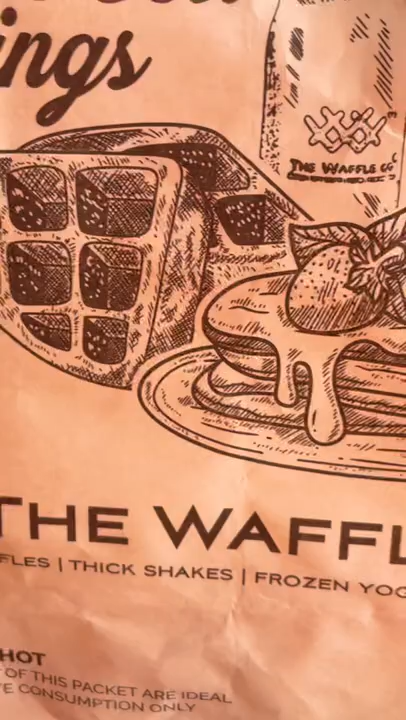 ings
THE WAFFLE CO
THE WAFFL
FLES | THICK SHAKES | FROZEN YOG
HOT
OF THIS PACKET ARE IDEAL
E CONSUMPTION ONLY